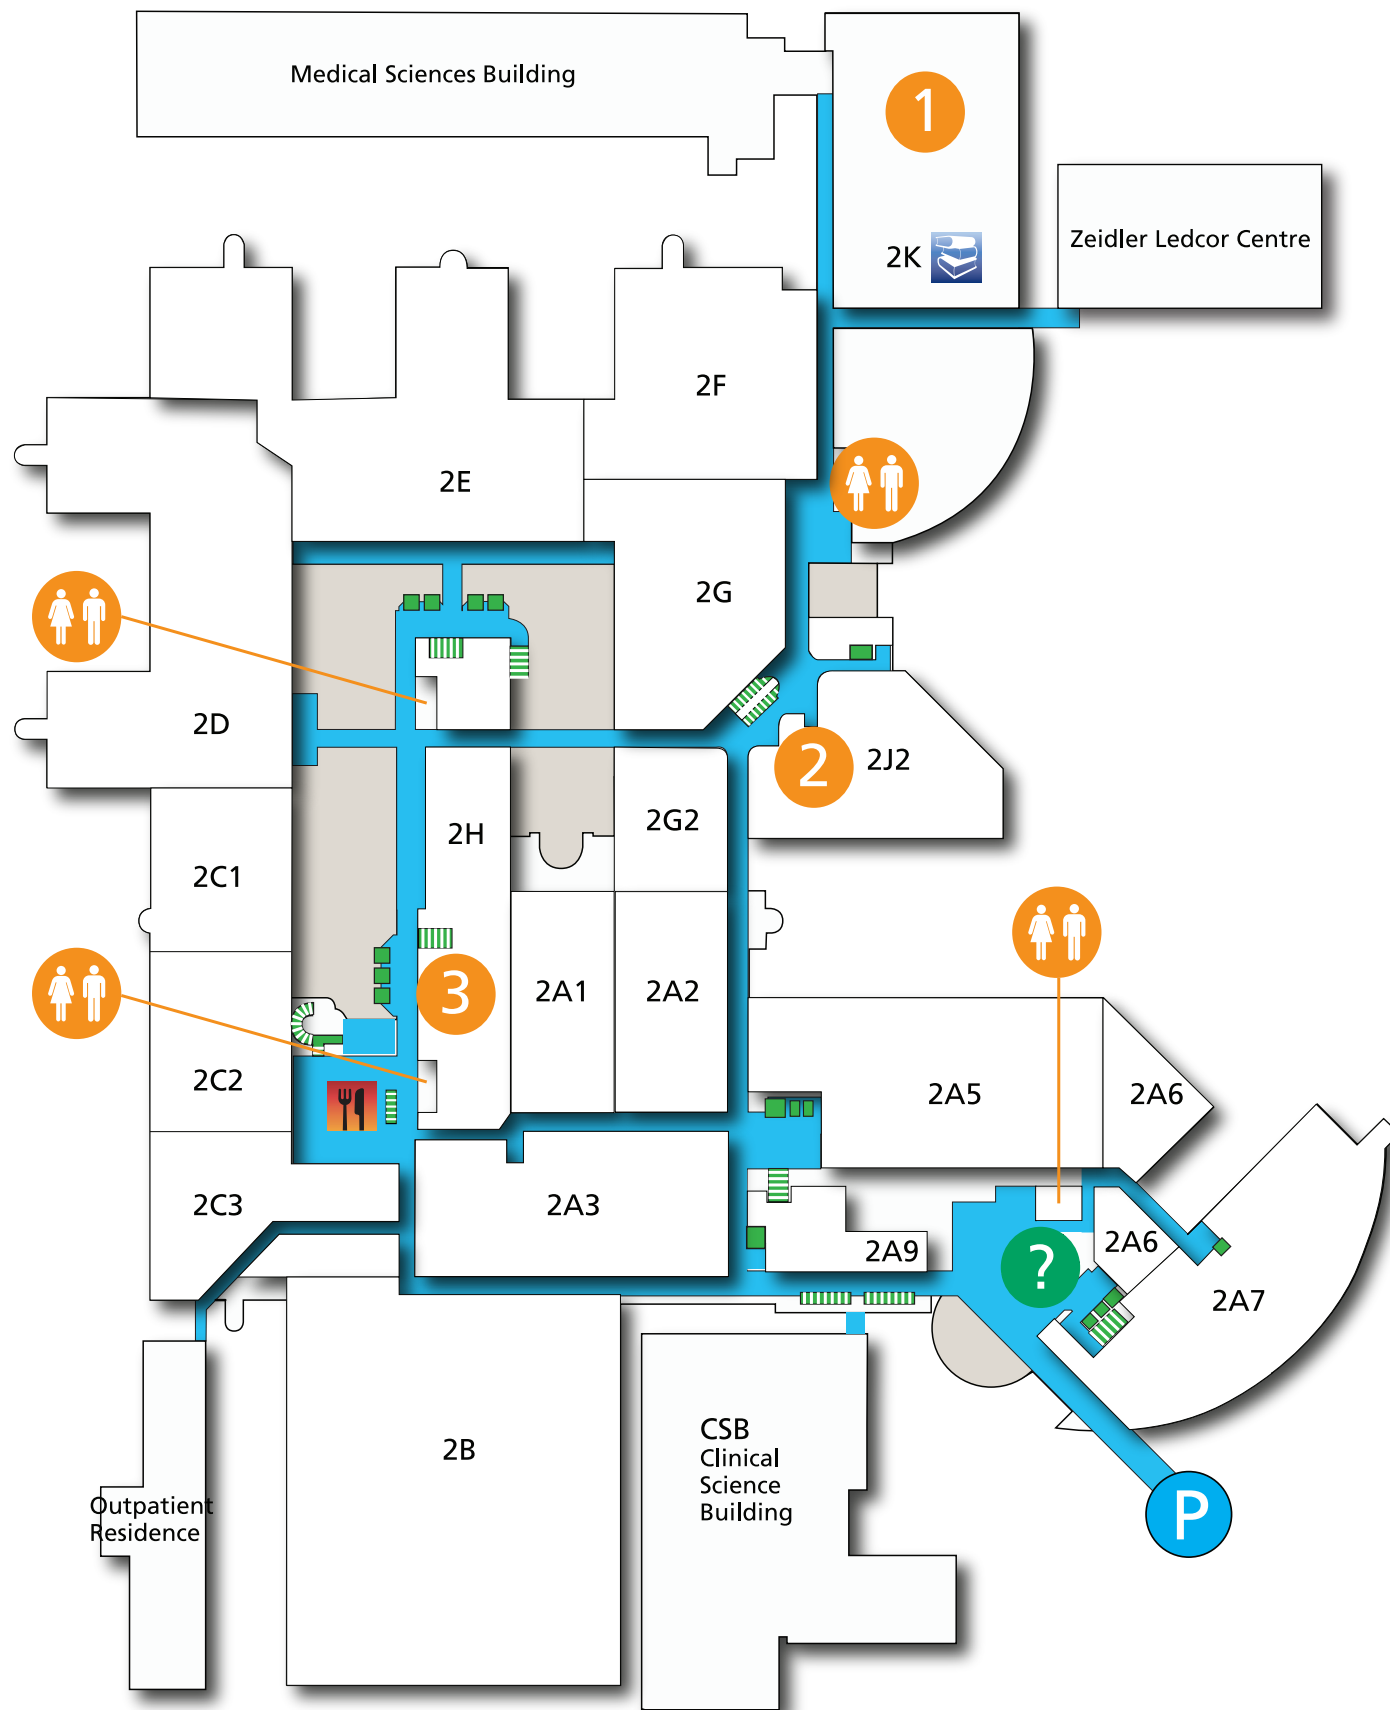 Medical Sciences Building
1
Zeidler Ledcor Centre
2K
2F
2E
2G
2D
2
2J2
2H
2G2
2C1
3
2A1
2A2
2C2
2A5
2A6
2C3
2A3
2A9
2A6
?
2A7
2B
CSB
Clinical
Science
Building
Outpatient
Residence
P